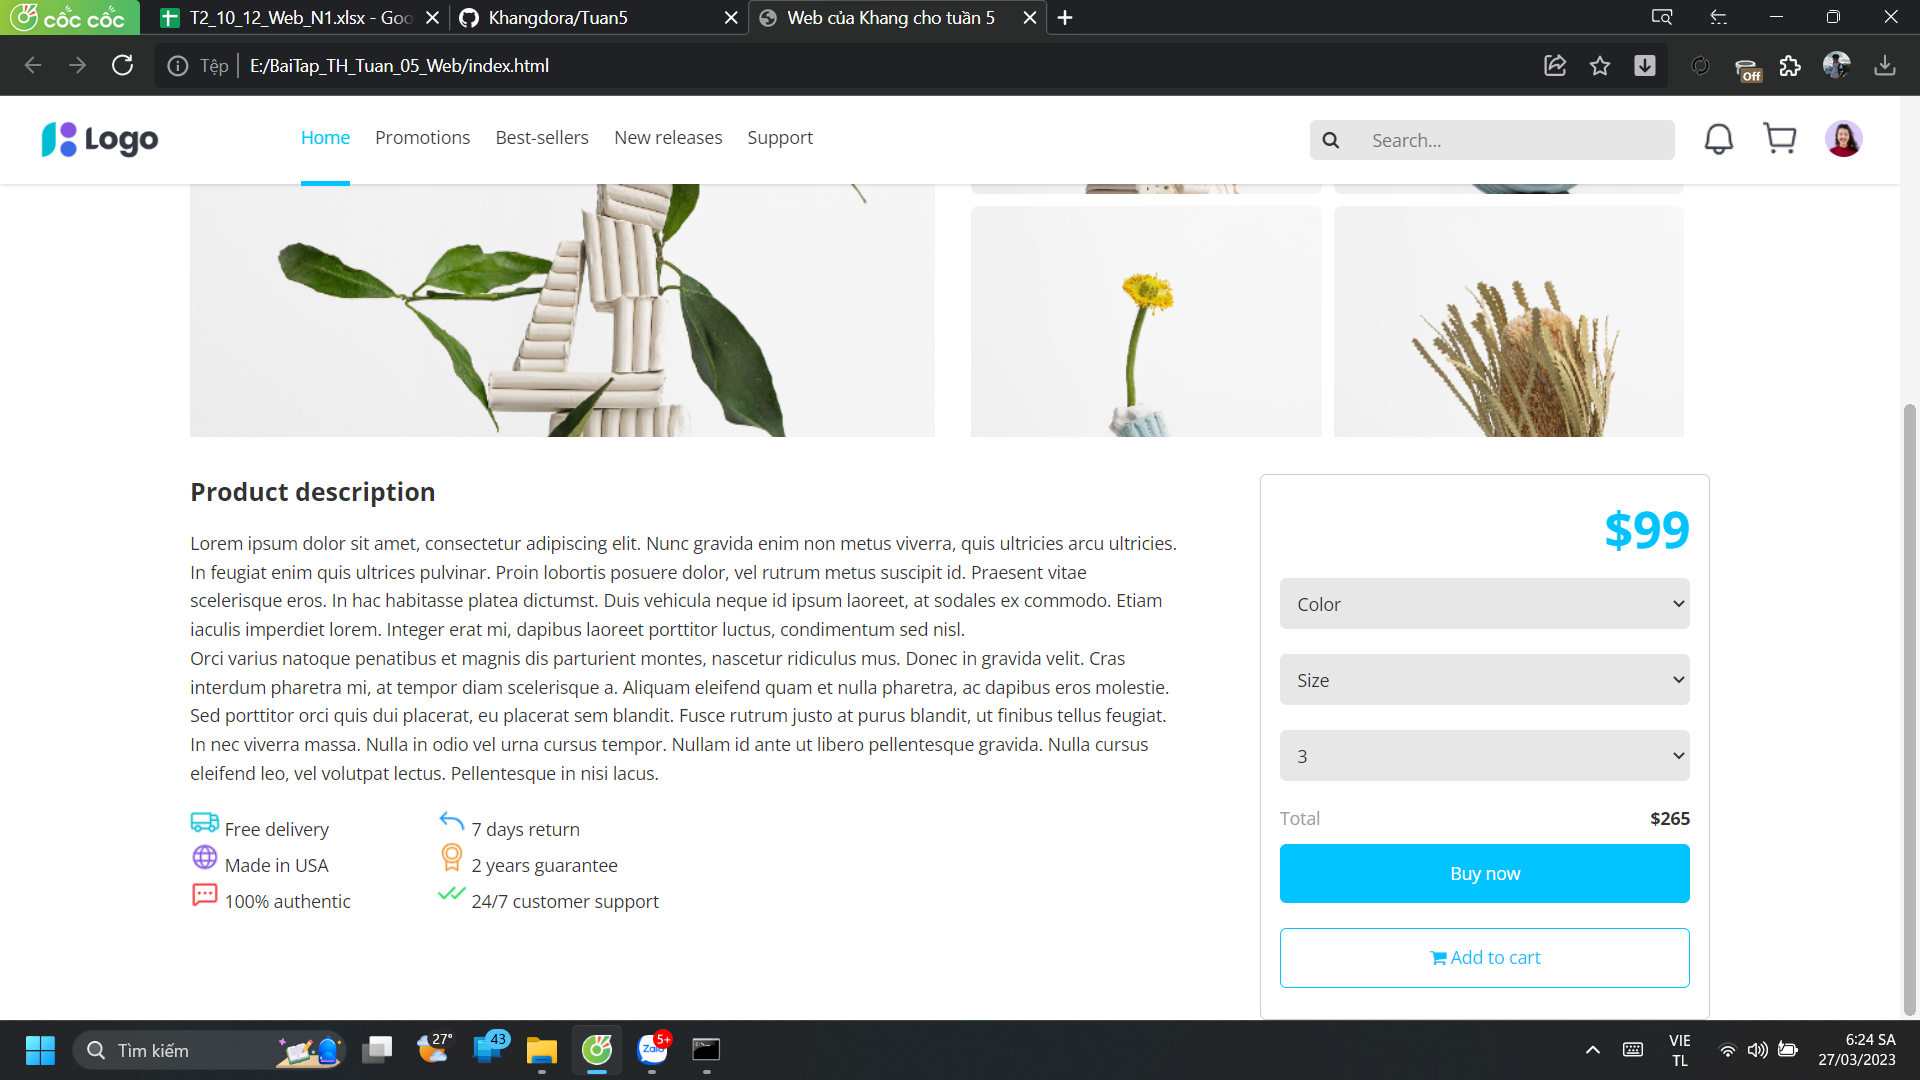 cốc cốc
T2_10_12_Web_N1.xlsx - Goo
Khangdora/Tuan5
Web của Khang cho tuần 5
Tệp
E:/BaiTap_TH_Tuan_05_Web/index.html
Off
Logo
Home
Promotions
Best-sellers
New releases
Support
Search...
Product description
Lorem ipsum dolor sit amet, consectetur adipiscing elit. Nunc gravida enim non metus viverra, quis ultricies arcu ultricies.
In feugiat enim quis ultrices pulvinar. Proin lobortis posuere dolor, vel rutrum metus suscipit id. Praesent vitae
scelerisque eros. In hac habitasse platea dictumst. Duis vehicula neque id ipsum laoreet, at sodales ex commodo. Etiam
iaculis imperdiet lorem. Integer erat mi, dapibus laoreet porttitor luctus, condimentum sed nisl.
Orci varius natoque penatibus et magnis dis parturient montes, nascetur ridiculus mus. Donec in gravida velit. Cras
interdum pharetra mi, at tempor diam scelerisque a. Aliquam eleifend quam et nulla pharetra, ac dapibus eros molestie.
Sed porttitor orci quis dui placerat, eu placerat sem blandit. Fusce rutrum justo at purus blandit, ut finibus tellus feugiat.
In nec viverra massa. Nulla in odio vel urna cursus tempor. Nullam id ante ut libero pellentesque gravida. Nulla cursus
eleifend leo, vel volutpat lectus. Pellentesque in nisi lacus.
Free delivery
7 days return
Made in USA
2 years guarantee
100% authentic
24/7 customer support
$99
Color
Size
3
Total
$265
Buy now
Add to cart
Tìm kiếm
27°
43
Zalo
5+
VIE
TL
6:24 SA
27/03/2023